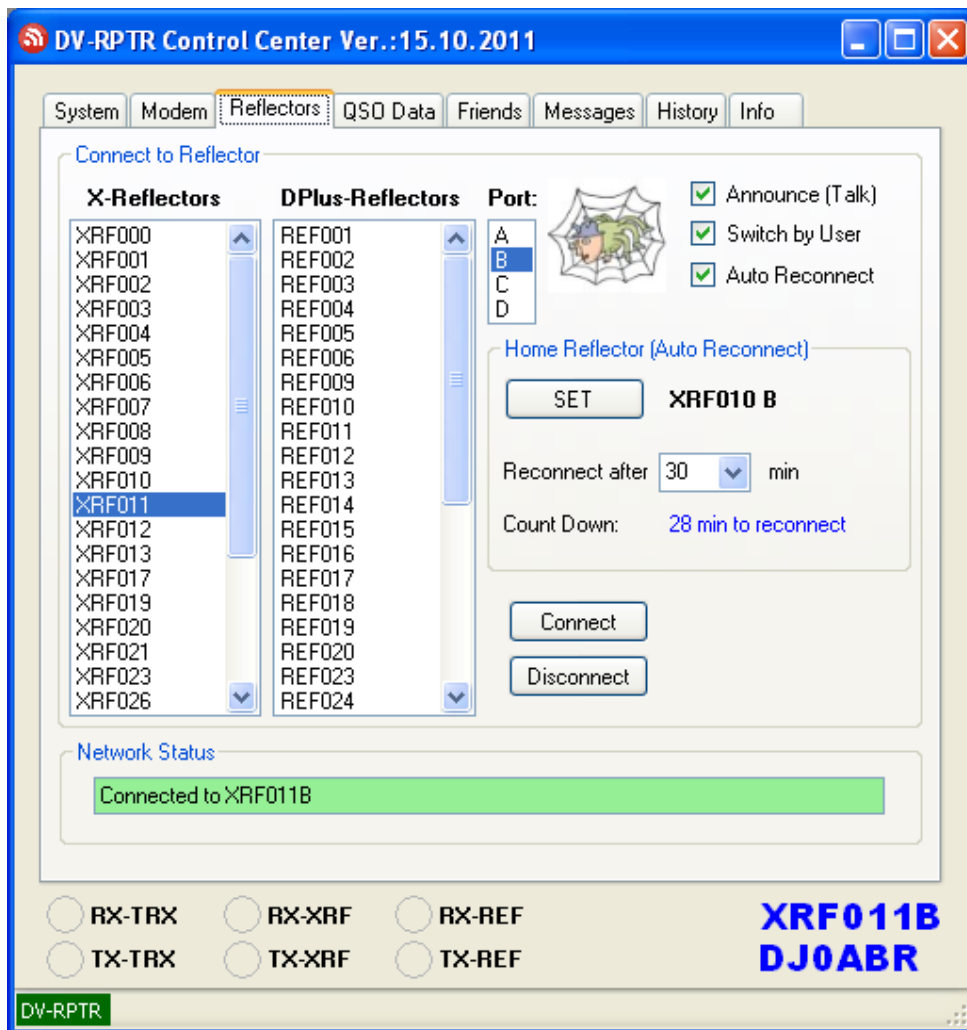 DV-RPTR Control Center Ver.:15.10.2011
System Modem Reflectors QSO Data Friends Messages History Info
Connect to Reflector
X-Reflectors
XRF000
XRF001
XRF002
XRF003
XRF004
XRF005
XRF006
XRF007
XRF008
XRF009
XRF010
XRF011
XRF012
XRF013
XRF017
XRF019
XRF020
XRF021
XRF023
XRF026
DPlus-Reflectors
REF001
REF002
REF003
REF004
REF005
REF006
REF009
REF010
REF011
REF012
REF013
REF014
REF015
REF016
REF017
REF018
REF019
REF020
REF023
REF024
Port:
A
B
C
D
Announce (Talk)
Switch by User
Auto Reconnect
Home Reflector (Auto Reconnect)
SET XRF010 B
Reconnect after 30 min
Count Down: 28 min to reconnect
Connect
Disconnect
Network Status
Connected to XRF011B
RX-TRX RX-XRF RX-REF
TX-TRX TX-XRF TX-REF
XRF011B
DJ0ABR
DV-RPTR